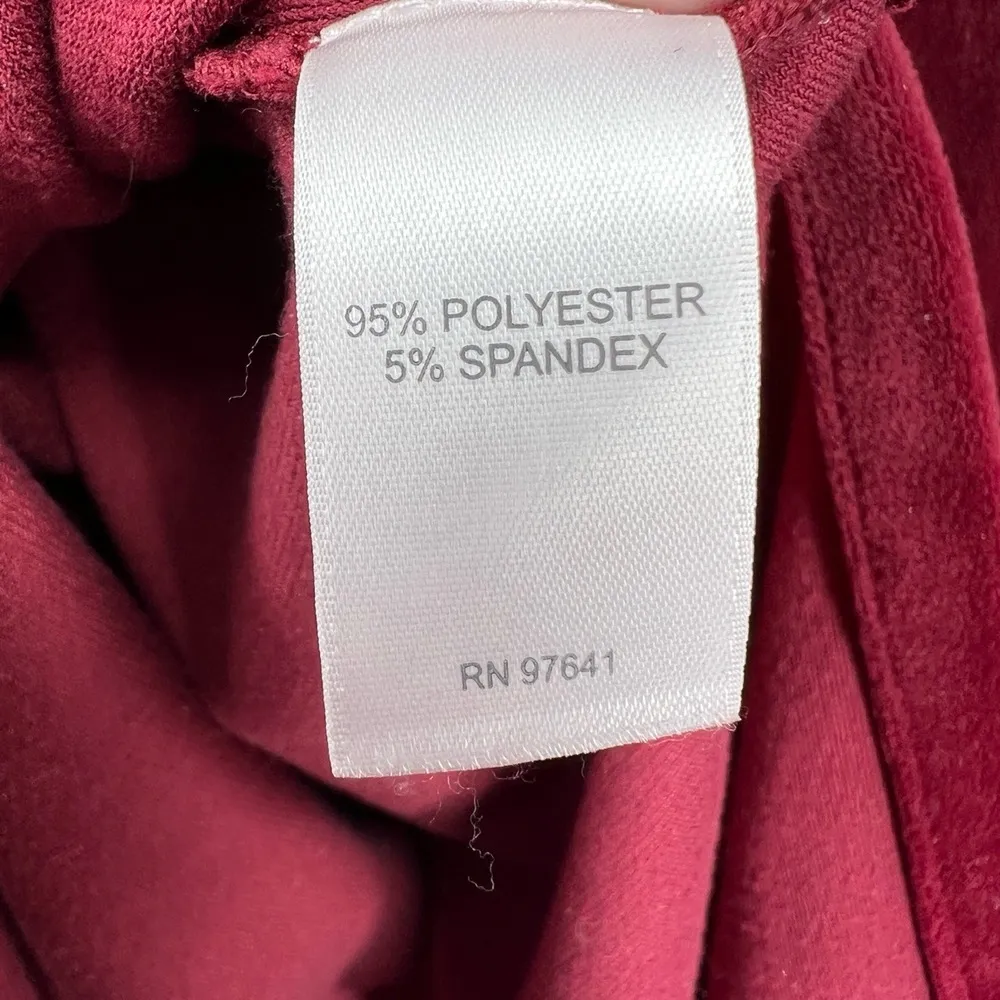 95% POLYESTER
5% SPANDEX
RN 97641